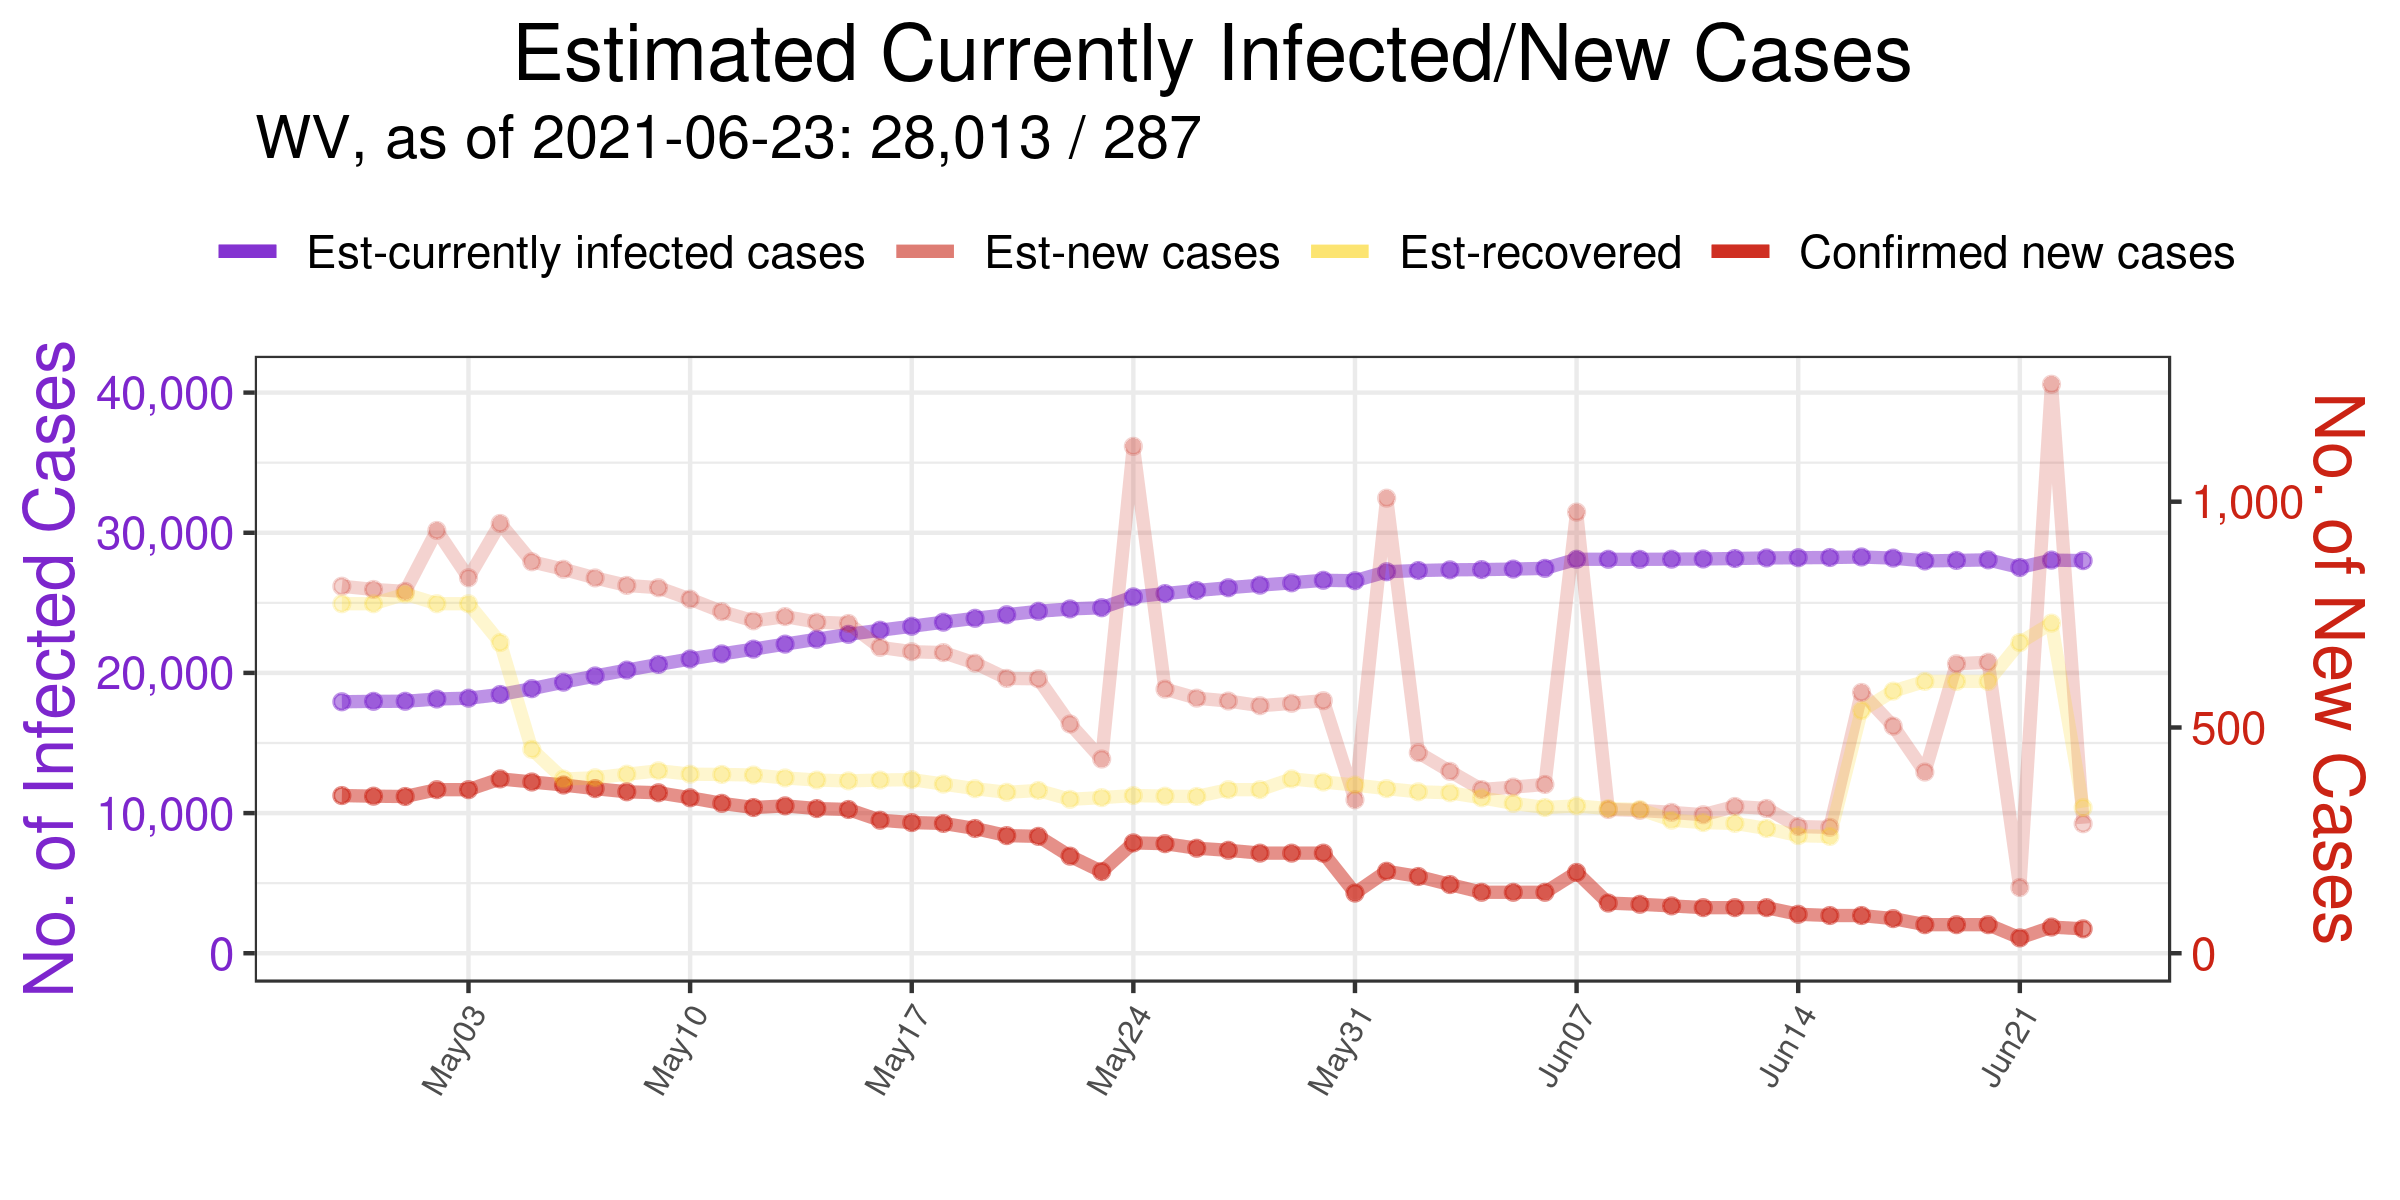 Estimated Currently Infected/New Cases
WV, as of 2021-06-23: 28,013 / 287
Est-currently infected cases Est-new cases Est-recovered Confirmed new cases
No. of Infected Cases
40,000
30,000
20,000
10,000
0
1,000
500
0
No. of New Cases
May03 May10 May17 May24 May31 Jun07 Jun14 Jun21